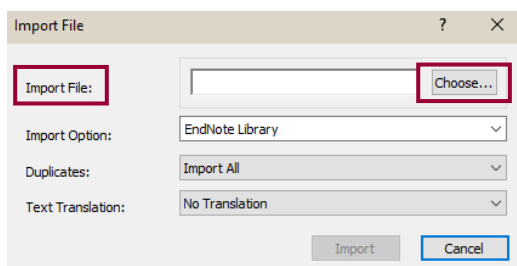 Import File ?
Import File: Choose...
Import Option: EndNote Library
Duplicates: Import All
Text Translation: No Translation
Import Cancel